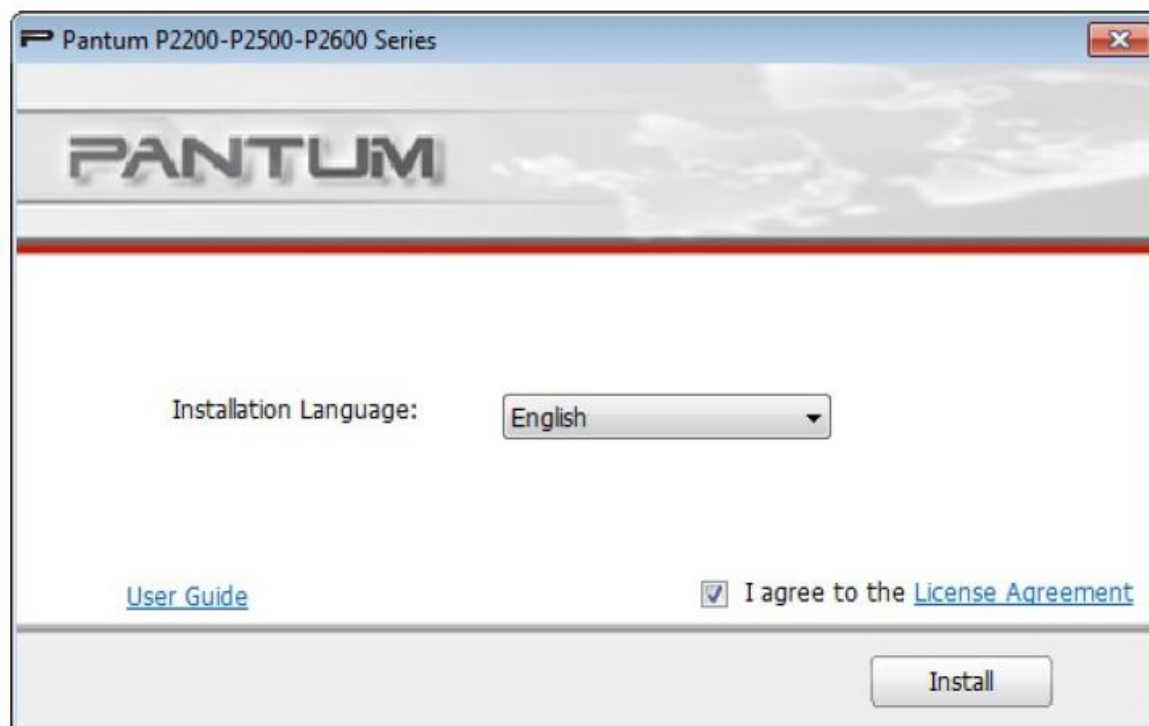 Pantum P2200-P2500-P2600 Series
PANTUM
Installation Language:
English
User Guide
I agree to the License Agreement
Install